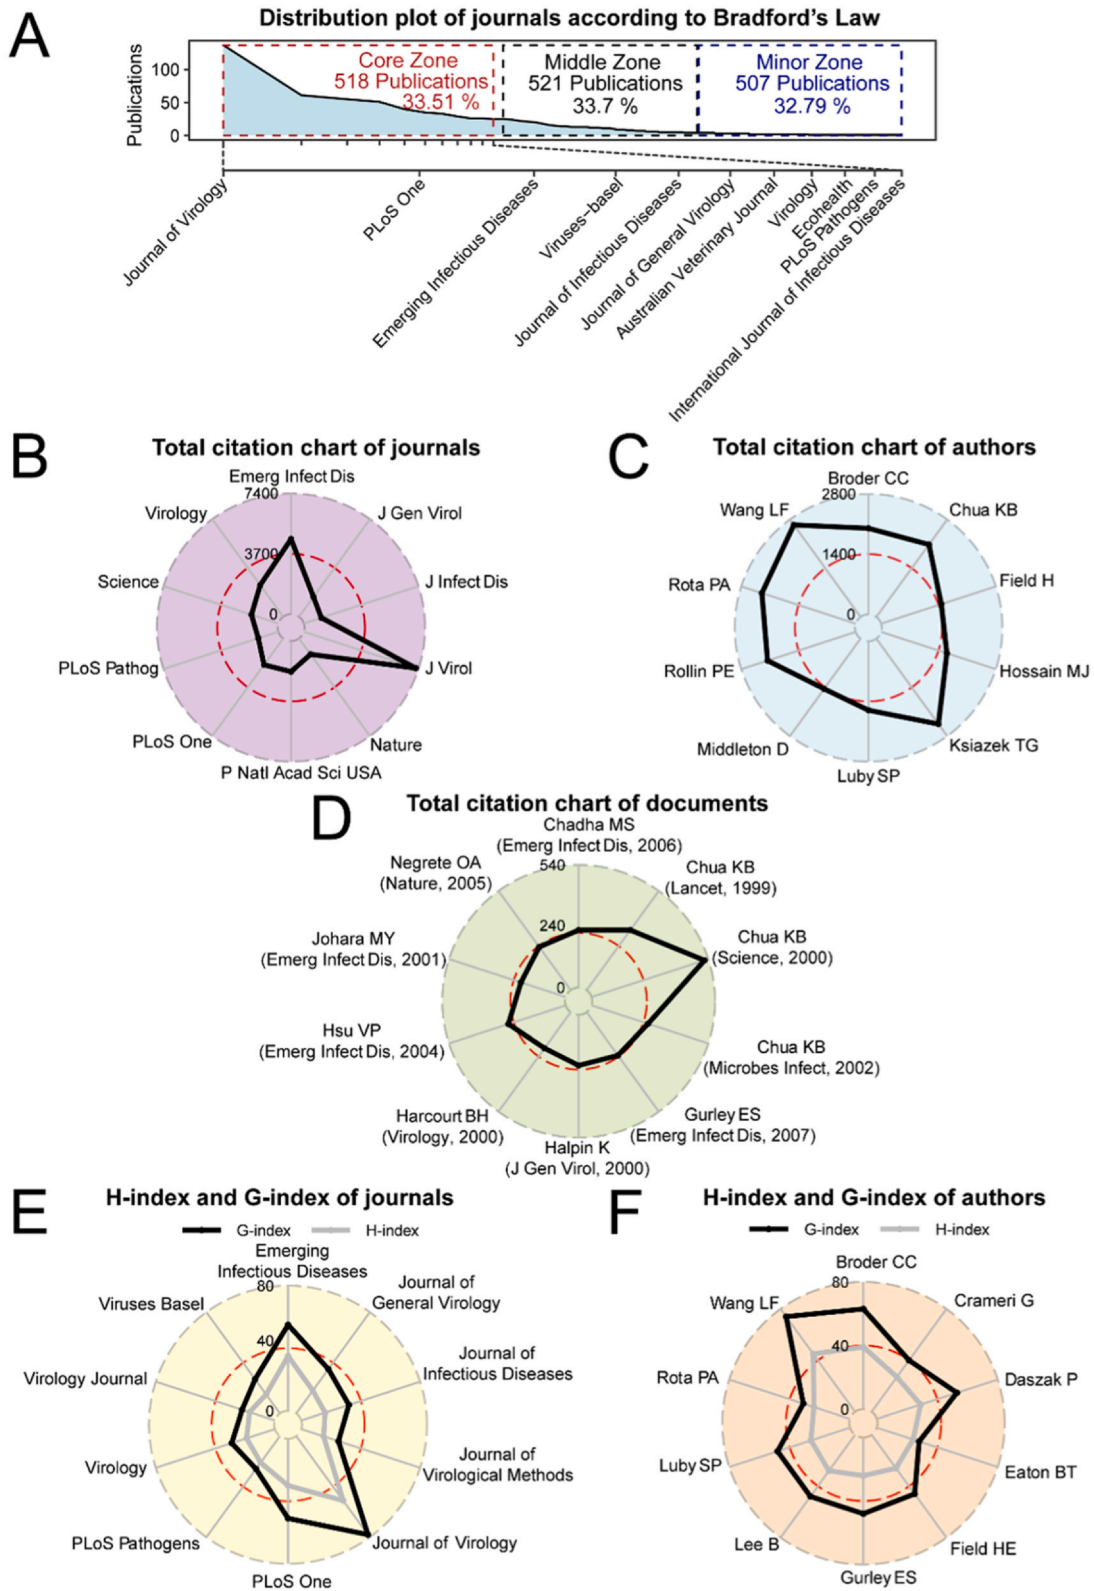 A
Distribution plot of journals according to Bradford's Law
Publications
100
50
0
Core Zone
518 Publications
33.51 %
Middle Zone
521 Publications
33.7 %
Minor Zone
507 Publications
32.79 %
Journal of Virology
PLoS One
Emerging Infectious Diseases
Viruses-basel
Journal of Infectious Diseases
Journal of General Virology
Australian Veterinary Journal
Virology
Ecohealth
PLoS Pathogens
International Journal of Infectious Diseases
B
Total citation chart of journals
Emerg Infect Dis
7400
3700
0
J Gen Virol
J Infect Dis
J Virol
Nature
P Natl Acad Sci USA
PLoS One
PLoS Pathog
Science
Virology
C
Total citation chart of authors
Broder CC
2800
1400
0
Chua KB
Field H
Hossain MJ
Ksiazek TG
Luby SP
Middleton D
Rollin PE
Rota PA
Wang LF
D
Total citation chart of documents
Chadha MS
(Emerg Infect Dis, 2006)
540
240
0
Chua KB
(Lancet, 1999)
Chua KB
(Science, 2000)
Chua KB
(Microbes Infect, 2002)
Gurley ES
(Emerg Infect Dis, 2007)
Halpin K
(J Gen Virol, 2000)
Harcourt BH
(Virology, 2000)
Hsu VP
(Emerg Infect Dis, 2004)
Johara MY
(Emerg Infect Dis, 2001)
Negrete OA
(Nature, 2005)
E
H-index and G-index of journals
G-index
H-index
Emerging
Infectious Diseases
80
40
0
Journal of
General Virology
Journal of
Infectious Diseases
Journal of
Virological Methods
Journal of Virology
PLoS One
PLoS Pathogens
Virology
Virology Journal
Viruses Basel
F
H-index and G-index of authors
G-index
H-index
Broder CC
80
40
0
Crameri G
Daszak P
Eaton BT
Field HE
Gurley ES
Lee B
Luby SP
Rota PA
Wang LF